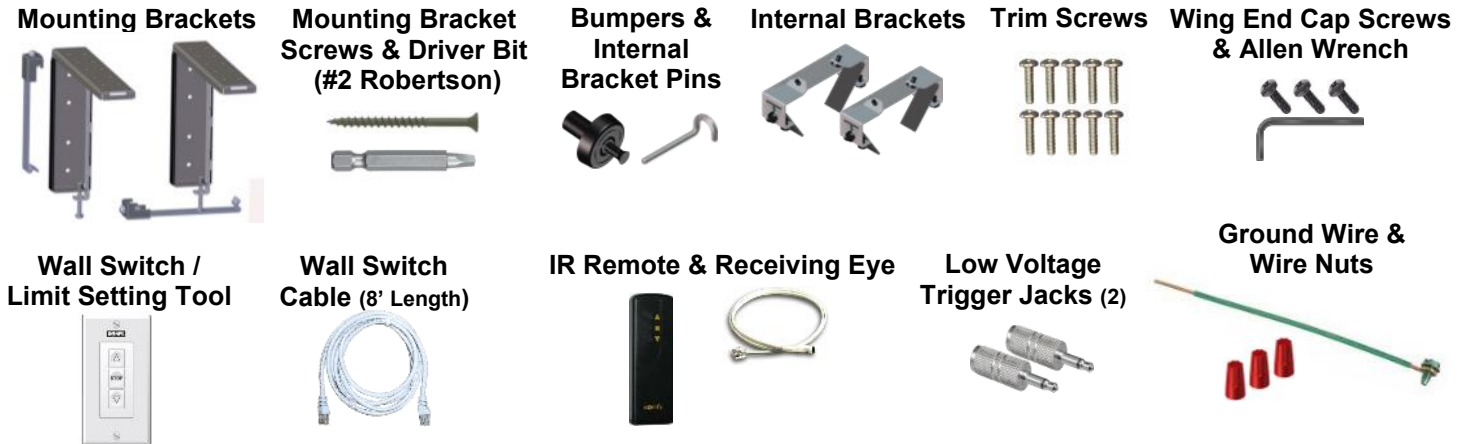 Mounting Brackets
Mounting Bracket
Screws & Driver Bit
(#2 Robertson)
Bumpers &
Internal
Bracket Pins
Internal Brackets
Trim Screws
Wing End Cap Screws
& Allen Wrench
Wall Switch /
Limit Setting Tool
Wall Switch
Cable (8’ Length)
IR Remote & Receiving Eye
somfy
Low Voltage
Trigger Jacks (2)
Ground Wire &
Wire Nuts